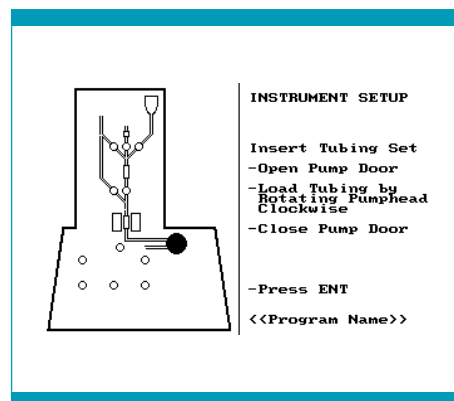 INSTRUMENT SETUP
Insert Tubing Set
-Open Pump Door
-Load Tubing by
Rotating Pumphead
Clockwise
-Close Pump Door
-Press ENT
<<Program Name>>